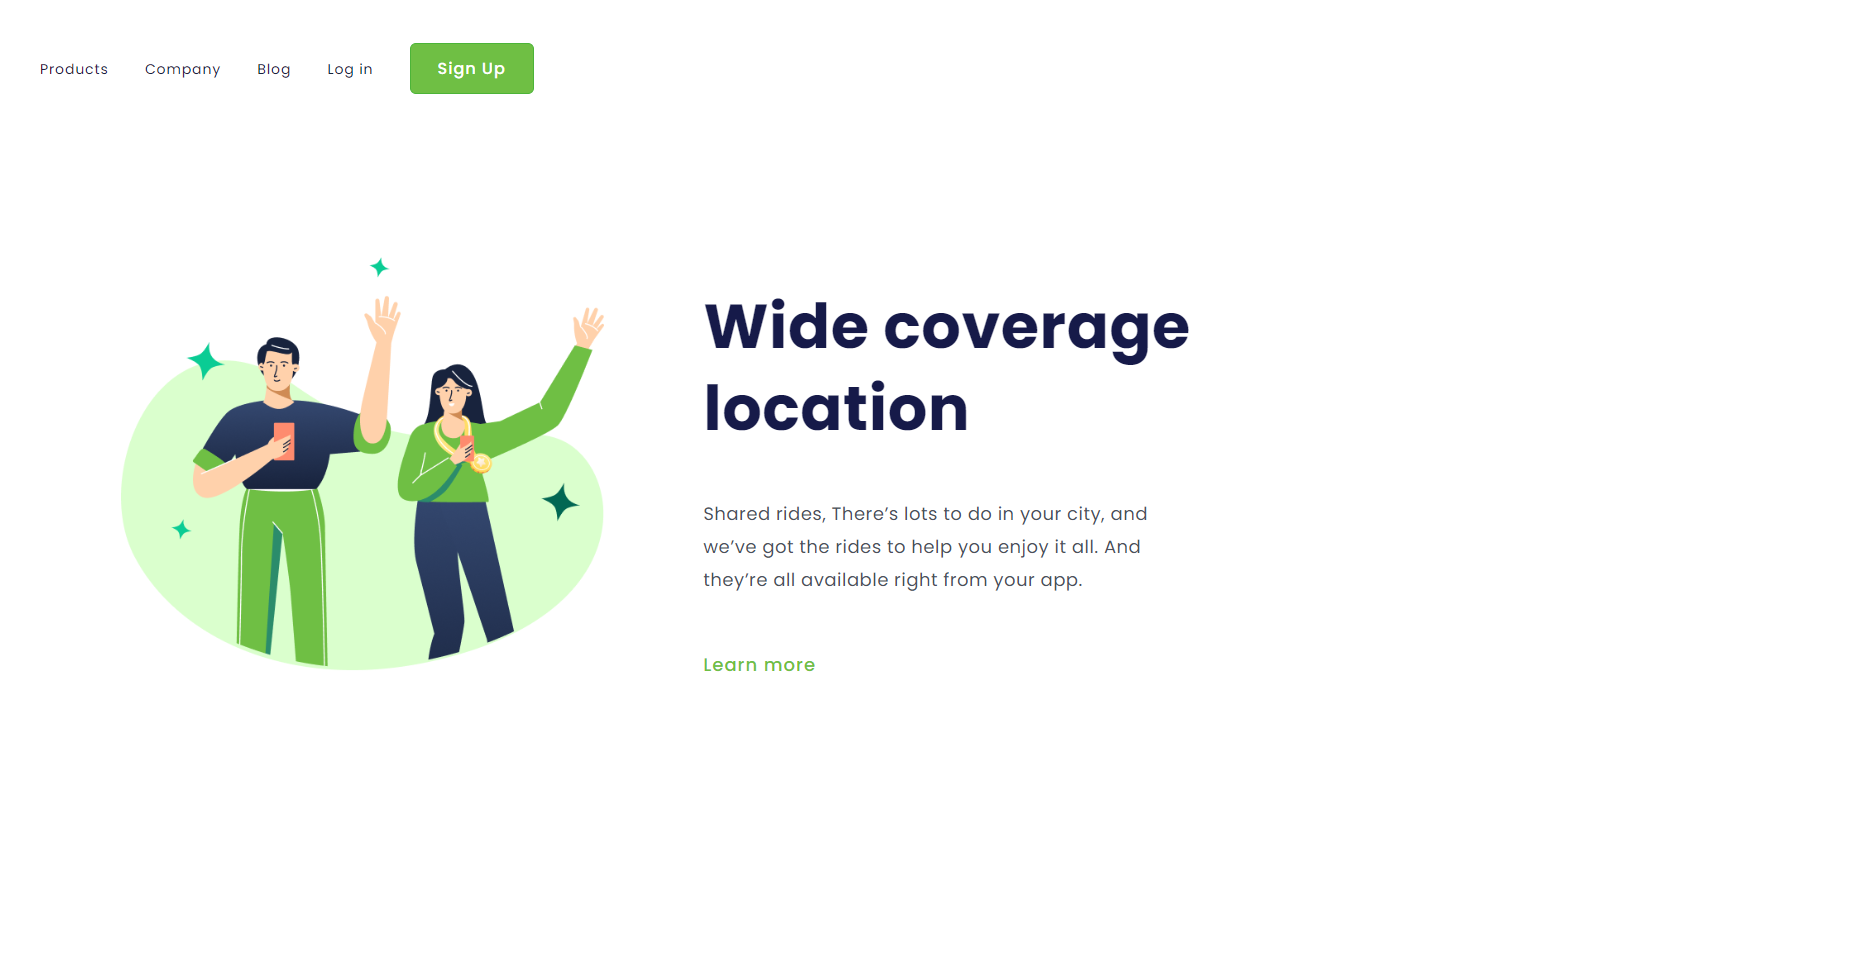 Products Company Blog Log in Sign Up
Wide coverage
location
Shared rides, There’s lots to do in your city, and
we’ve got the rides to help you enjoy it all. And
they’re all available right from your app.
Learn more